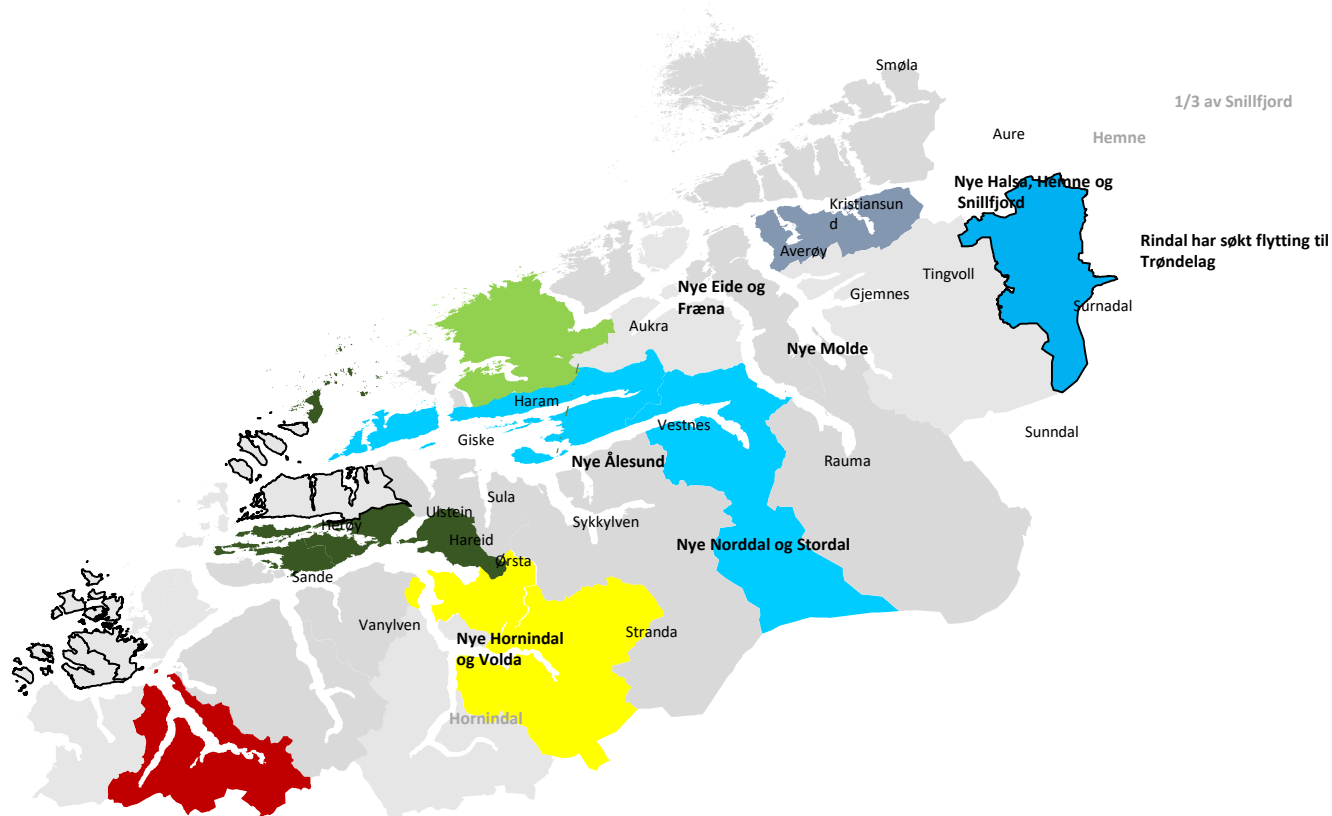 Smøla
1/3 av Snillfjord
Aure
Hemne
Nye Halsa, Hemne og
Snillfjord
Kristiansun
d
Rindal har søkt flytting til
Trøndelag
Averøy
Tingvoll
Nye Eide og
Fræna
Gjemnes
Surnadal
Aukra
Nye Molde
Haram
Vestnes
Giske
Sunndal
Nye Ålesund
Rauma
Sula
Ulstein
Herøy
Sykkylven
Hareid
Nye Norddal og Stordal
Ørsta
Sande
Vanylven
Stranda
Nye Hornindal
og Volda
Hornindal